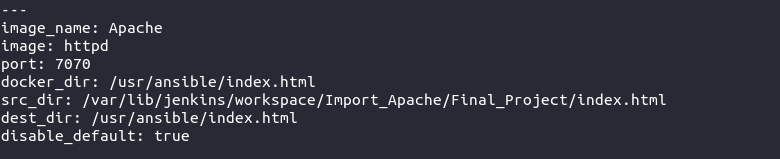 ---
image_name: Apache
image: httpd
port: 7070
docker_dir: /usr/ansible/index.html
src_dir: /var/lib/jenkins/workspace/Import_Apache/Final_Project/index.html
dest_dir: /usr/ansible/index.html
disable_default: true